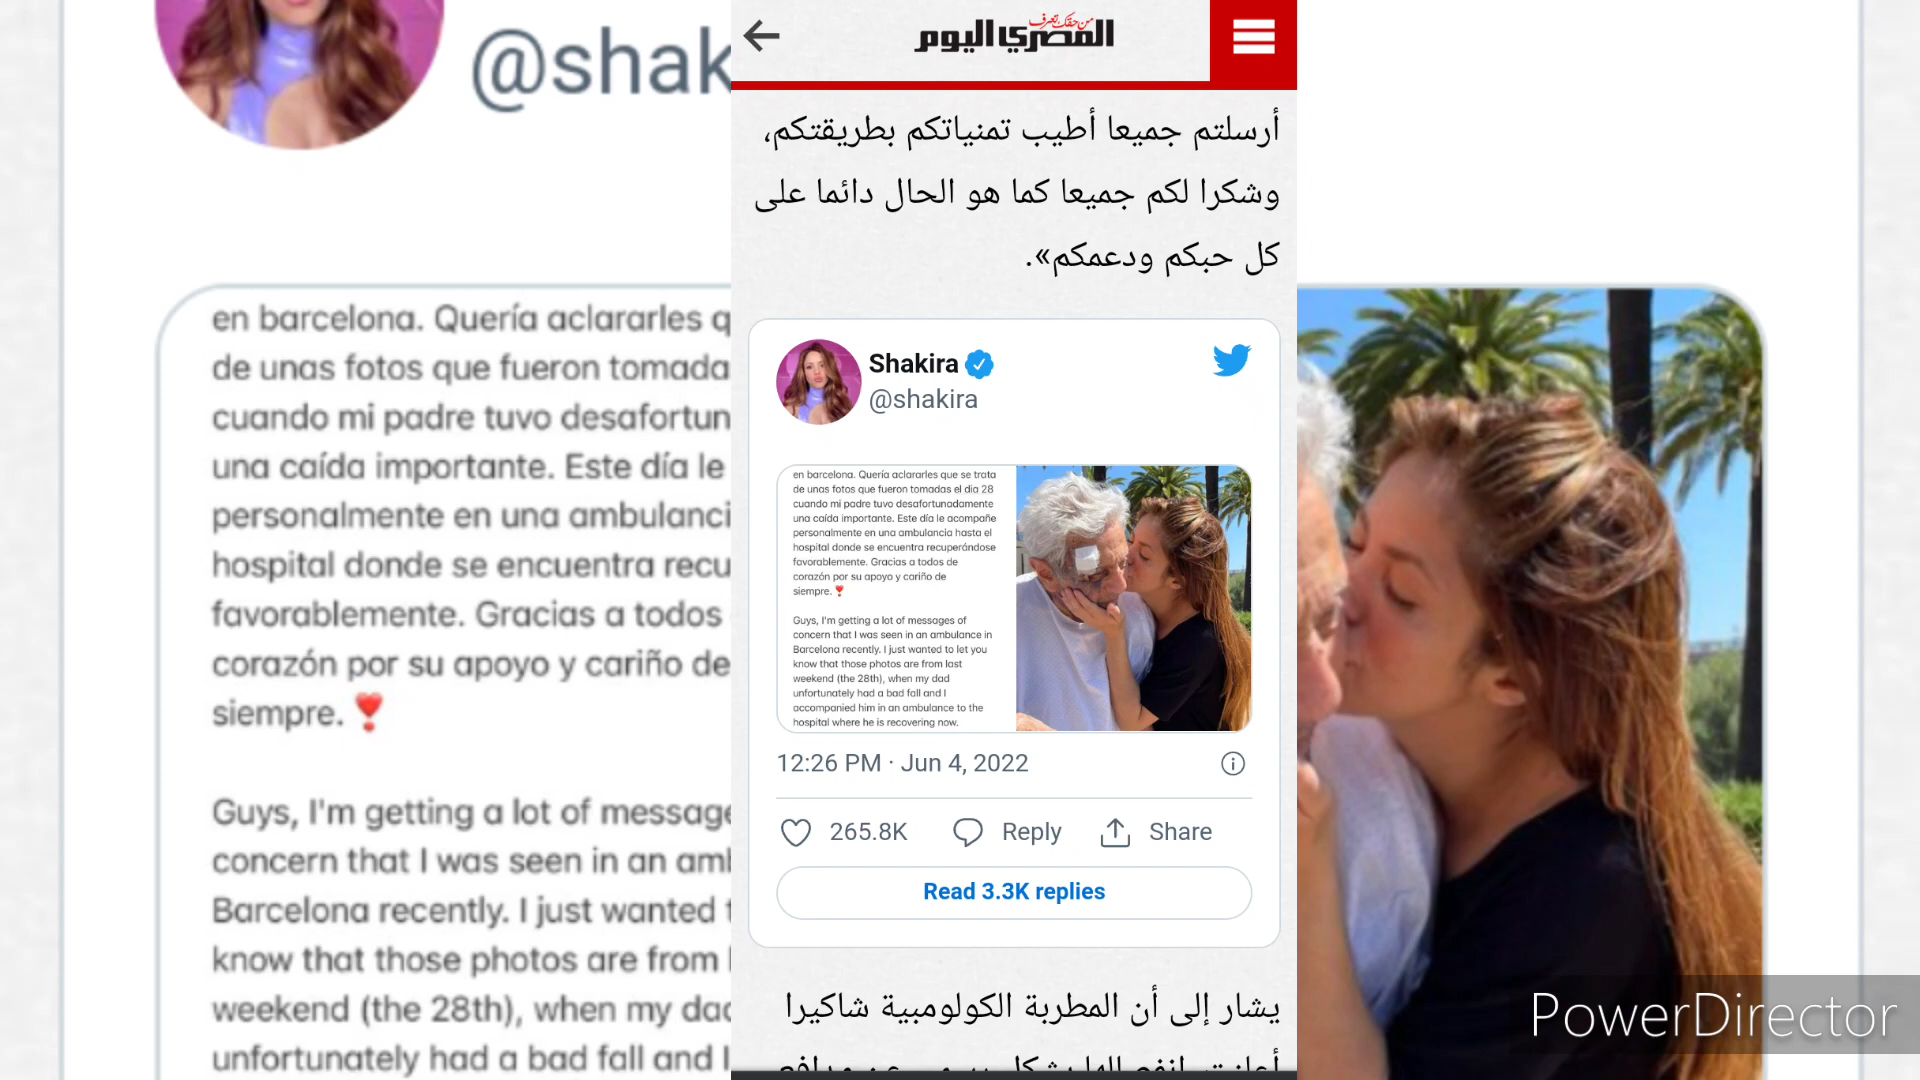 من حقك تعرف
المصري اليوم
أرسلتم جميعا أطيب تمنياتكم بطريقتكم،
وشكرا لكم جميعا كما هو الحال دائما على
كل حبكم ودعمكم».
Shakira
@shakira
en barcelona. Quería aclararles que se trata
de unas fotos que fueron tomadas el dia 28
cuando mi padre tuvo desafortunadamente
una caída importante. Este día le acompañe
personalmente en una ambulancia hasta el
hospital donde se encuentra recuperándose
favorablemente. Gracias a todos de
corazón por su apoyo y cariño de
siempre. ❣️
Guys, I'm getting a lot of messages of
concern that I was seen in an ambulance in
Barcelona recently. I just wanted to let you
know that those photos are from last
weekend (the 28th), when my dad
unfortunately had a bad fall and I
accompanied him in an ambulance to the
hospital where he is recovering now.
12:26 PM · Jun 4, 2022
265.8K Reply Share
Read 3.3K replies
يشار إلى أن المطربة الكولومبية شاكيرا
@shak
en barcelona. Quería aclararles q
de unas fotos que fueron tomada
cuando mi padre tuvo desafortun
una caída importante. Este día le
personalmente en una ambulanci
hospital donde se encuentra recu
favorablemente. Gracias a todos
corazón por su apoyo y cariño de
siempre. ❣️
Guys, I'm getting a lot of message
concern that I was seen in an aml
Barcelona recently. I just wanted
know that those photos are from
weekend (the 28th), when my dad
unfortunately had a bad fall and I
PowerDirector